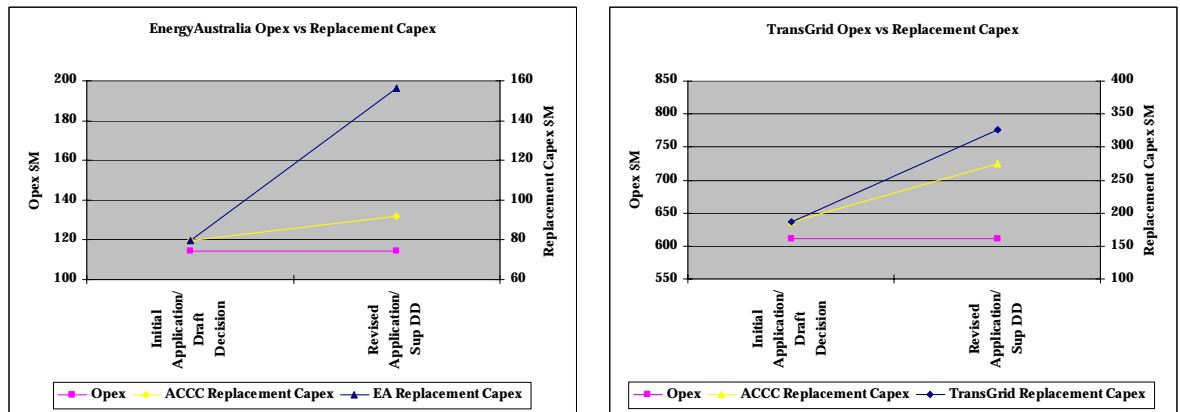 EnergyAustralia Opex vs Replacement Capex
200
180
160
140
120
100
Opex $M
160
140
120
100
80
60
Replacement Capex $M
Initial
Application/
Draft
Decision
Revised
Application/
Sup DD
Opex
ACCC Replacement Capex
EA Replacement Capex
TransGrid Opex vs Replacement Capex
850
800
750
700
650
600
550
Opex $M
400
350
300
250
200
150
100
Replacement Capex $M
Initial
Application/
Draft
Decision
Revised
Application/
Sup DD
Opex
ACCC Replacement Capex
TransGrid Replacement Capex